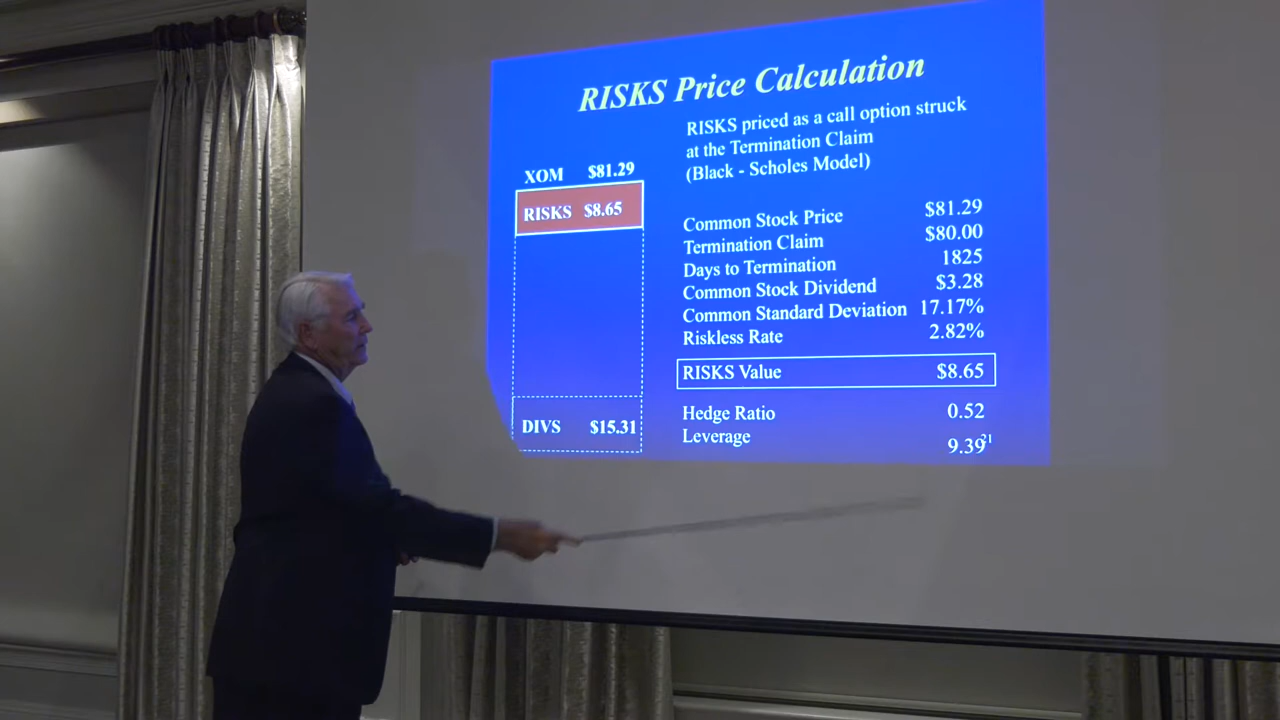 RISKS Price Calculation
RISKS priced as a call option struck
at the Termination Claim
(Black - Scholes Model)
XOM $81.29
RISKS $8.65
DIVS $15.31
Common Stock Price $81.29
Termination Claim $80.00
Days to Termination 1825
Common Stock Dividend $3.28
Common Standard Deviation 17.17%
Riskless Rate 2.82%
RISKS Value $8.65
Hedge Ratio 0.52
Leverage 9.39
21